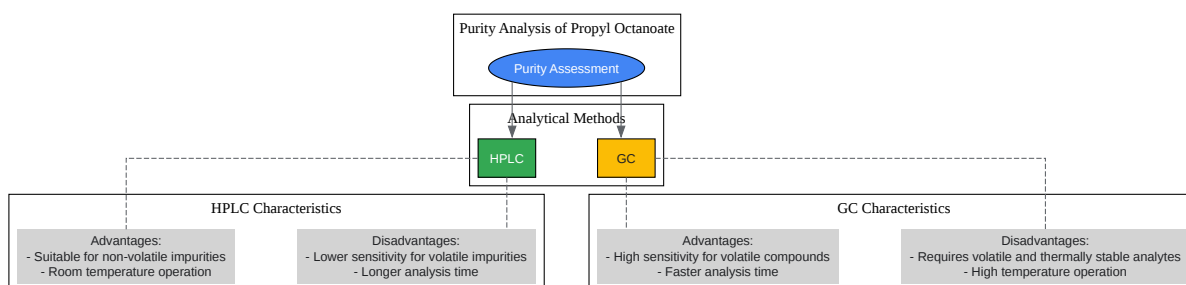 Purity Analysis of Propyl Octanoate
Purity Assessment
Analytical Methods
HPLC
GC
HPLC Characteristics
Advantages:
- Suitable for non-volatile impurities
- Room temperature operation
Disadvantages:
- Lower sensitivity for volatile impurities
- Longer analysis time
GC Characteristics
Advantages:
- High sensitivity for volatile compounds
- Faster analysis time
Disadvantages:
- Requires volatile and thermally stable analytes
- High temperature operation